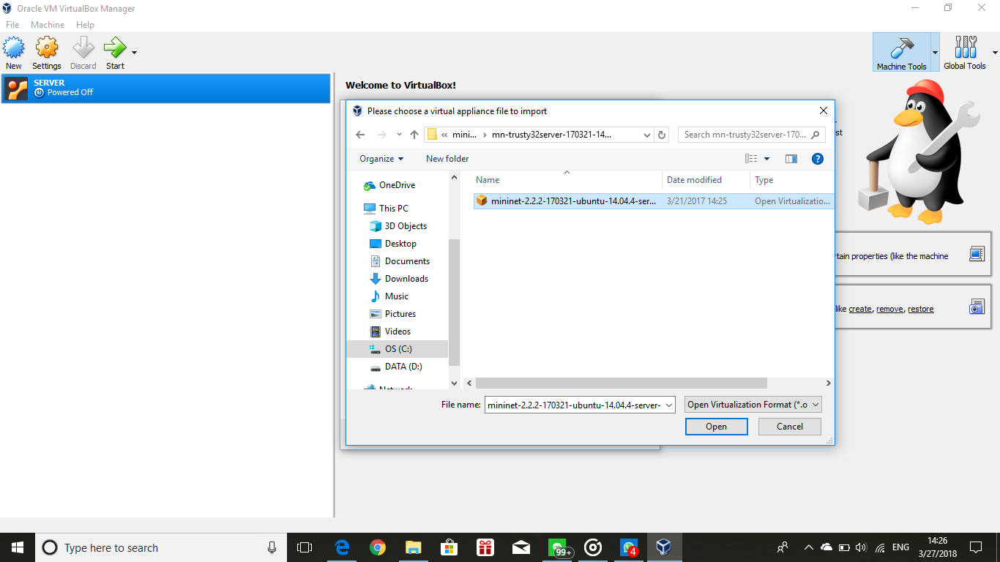 Oracle VM VirtualBox Manager
File Machine Help
New Settings Discard Start
Machine Tools Global Tools
SERVER
Powered Off
Welcome to VirtualBox!
Please choose a virtual appliance file to import
« mini... › mn-trusty32server-170321-14...
Search mn-trusty32server-170...
Organize New folder
Name Date modified Type
mininet-2.2.2-170321-ubuntu-14.04.4-ser... 3/21/2017 14:25 Open Virtualizatio...
OneDrive
This PC
3D Objects
Desktop
Documents
Downloads
Music
Pictures
Videos
OS (C:)
DATA (D:)
Network
st
rtain properties (like the machine
like create, remove, restore
File name: mininet-2.2.2-170321-ubuntu-14.04.4-server- Open Virtualization Format (*.o
Open Cancel
Type here to search
99+
4
ENG
14:26
3/27/2018